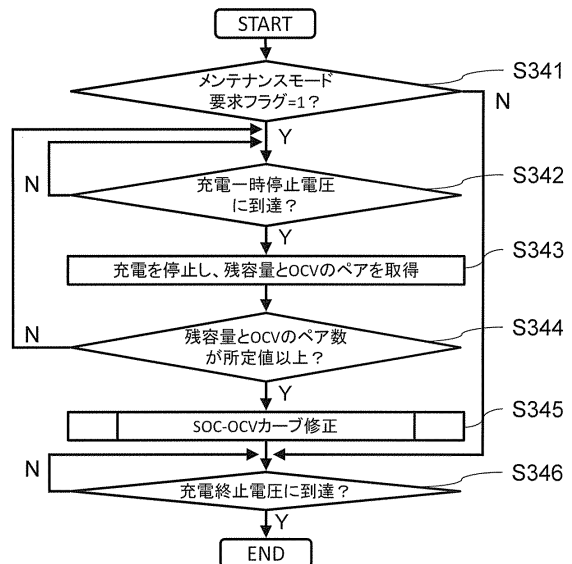 START
メンテナンスモード
要求フラグ=1？
S341
N
Y
充電一時停止電圧
に到達？
S342
N
Y
充電を停止し、残容量とOCVのペアを取得
S343
残容量とOCVのペア数
が所定値以上？
S344
N
Y
SOC-OCVカーブ修正
S345
N
充電終止電圧に到達？
S346
Y
END